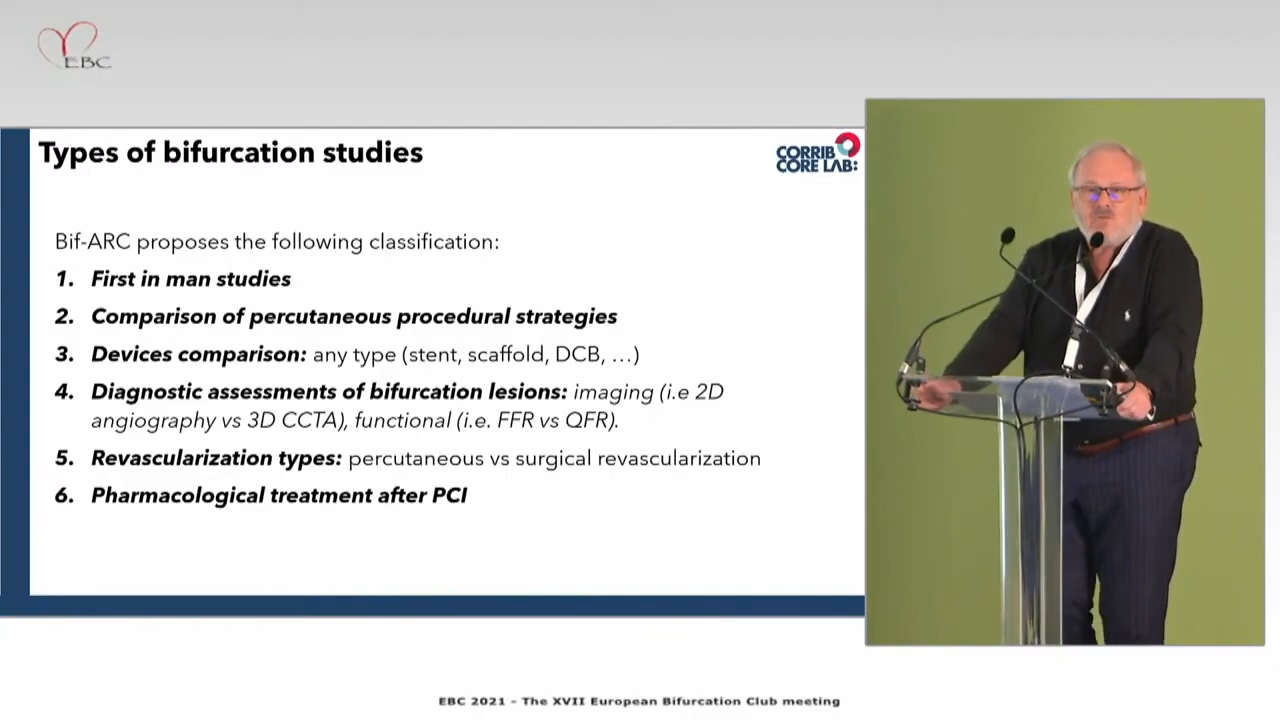 EBC
Types of bifurcation studies
CORRIB
CORE LAB:
Bif-ARC proposes the following classification:
1. First in man studies
2. Comparison of percutaneous procedural strategies
3. Devices comparison: any type (stent, scaffold, DCB, ...)
4. Diagnostic assessments of bifurcation lesions: imaging (i.e 2D
angiography vs 3D CCTA), functional (i.e. FFR vs QFR).
5. Revascularization types: percutaneous vs surgical revascularization
6. Pharmacological treatment after PCI
EBC 2021 - The XVII European Bifurcation Club meeting